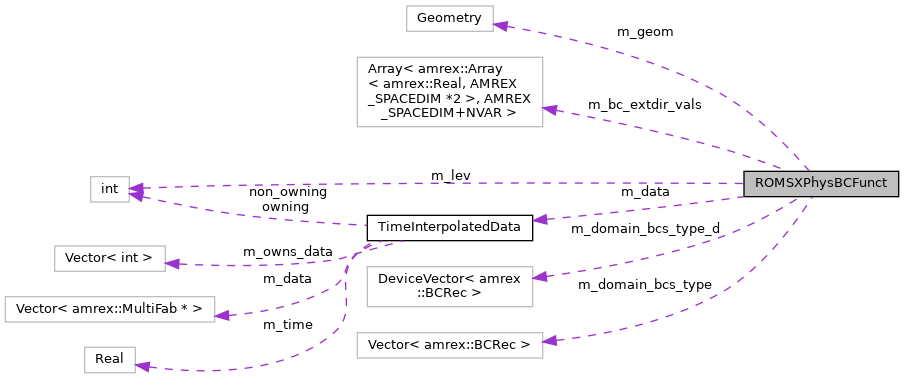 Geometry
m_geom
Array< amrex::Array
< amrex::Real, AMREX
_SPACEDIM *2 >, AMREX
_SPACEDIM+NVAR >
m_bc_extdir_vals
int
m_lev
ROMSXPhysBCFunct
non_owning
owning
m_data
TimeInterpolatedData
m_domain_bcs_type_d
Vector< int >
m_owns_data
m_data
DeviceVector< amrex
::BCRec >
m_domain_bcs_type
Vector< amrex::MultiFab * >
m_time
Vector< amrex::BCRec >
Real